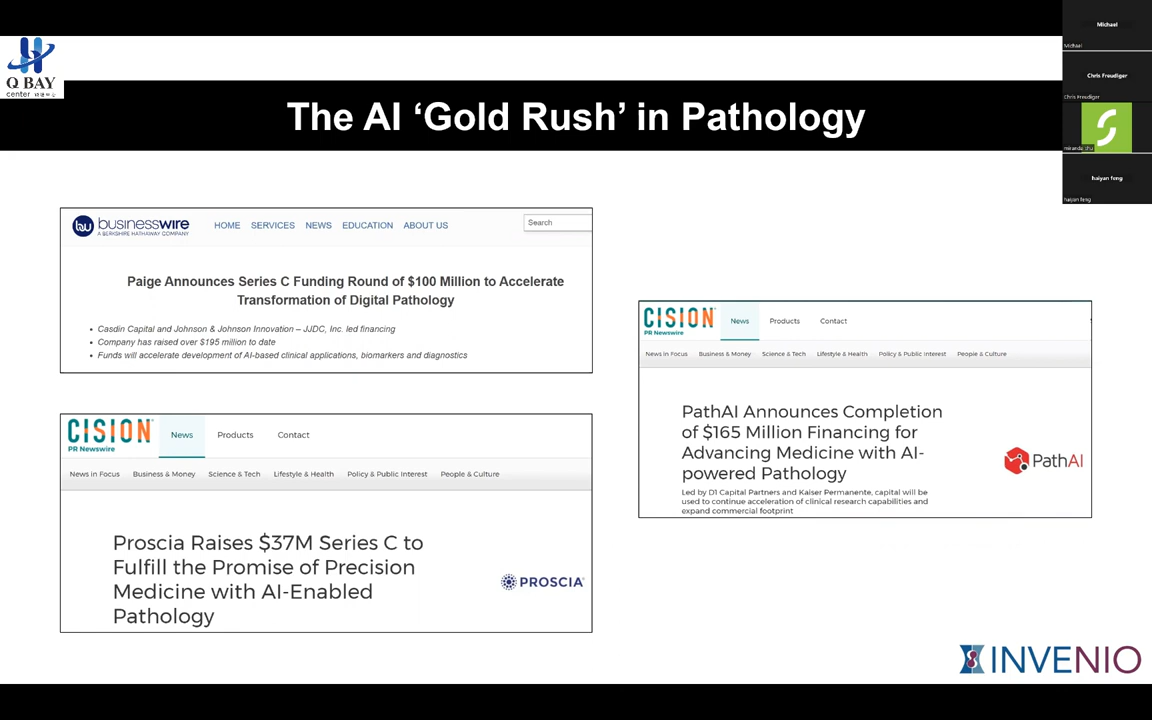 Q BAY
center
The AI ‘Gold Rush’ in Pathology
Michael
Michael
Chris Freudiger
Chris Freudiger
miranda_zhu
haiyan feng
haiyan feng
businesswire
A BERKSHIRE HATHAWAY COMPANY
HOME SERVICES NEWS EDUCATION ABOUT US
Search
Paige Announces Series C Funding Round of $100 Million to Accelerate
Transformation of Digital Pathology
• Casdin Capital and Johnson & Johnson Innovation – JJDC, Inc. led financing
• Company has raised over $195 million to date
• Funds will accelerate development of AI-based clinical applications, biomarkers and diagnostics
CISION
PR Newswire
News Products Contact
News in Focus Business & Money Science & Tech Lifestyle & Health Policy & Public Interest People & Culture
Proscia Raises $37M Series C to
Fulfill the Promise of Precision
Medicine with AI-Enabled
Pathology
PROSCIA
CISION
PR Newswire
News Products Contact
News in Focus Business & Money Science & Tech Lifestyle & Health Policy & Public Interest People & Culture
PathAI Announces Completion
of $165 Million Financing for
Advancing Medicine with AI-
powered Pathology
Led by D1 Capital Partners and Kaiser Permanente, capital will be
used to continue acceleration of clinical research capabilities and
expand commercial footprint
PathAI
INVENIO